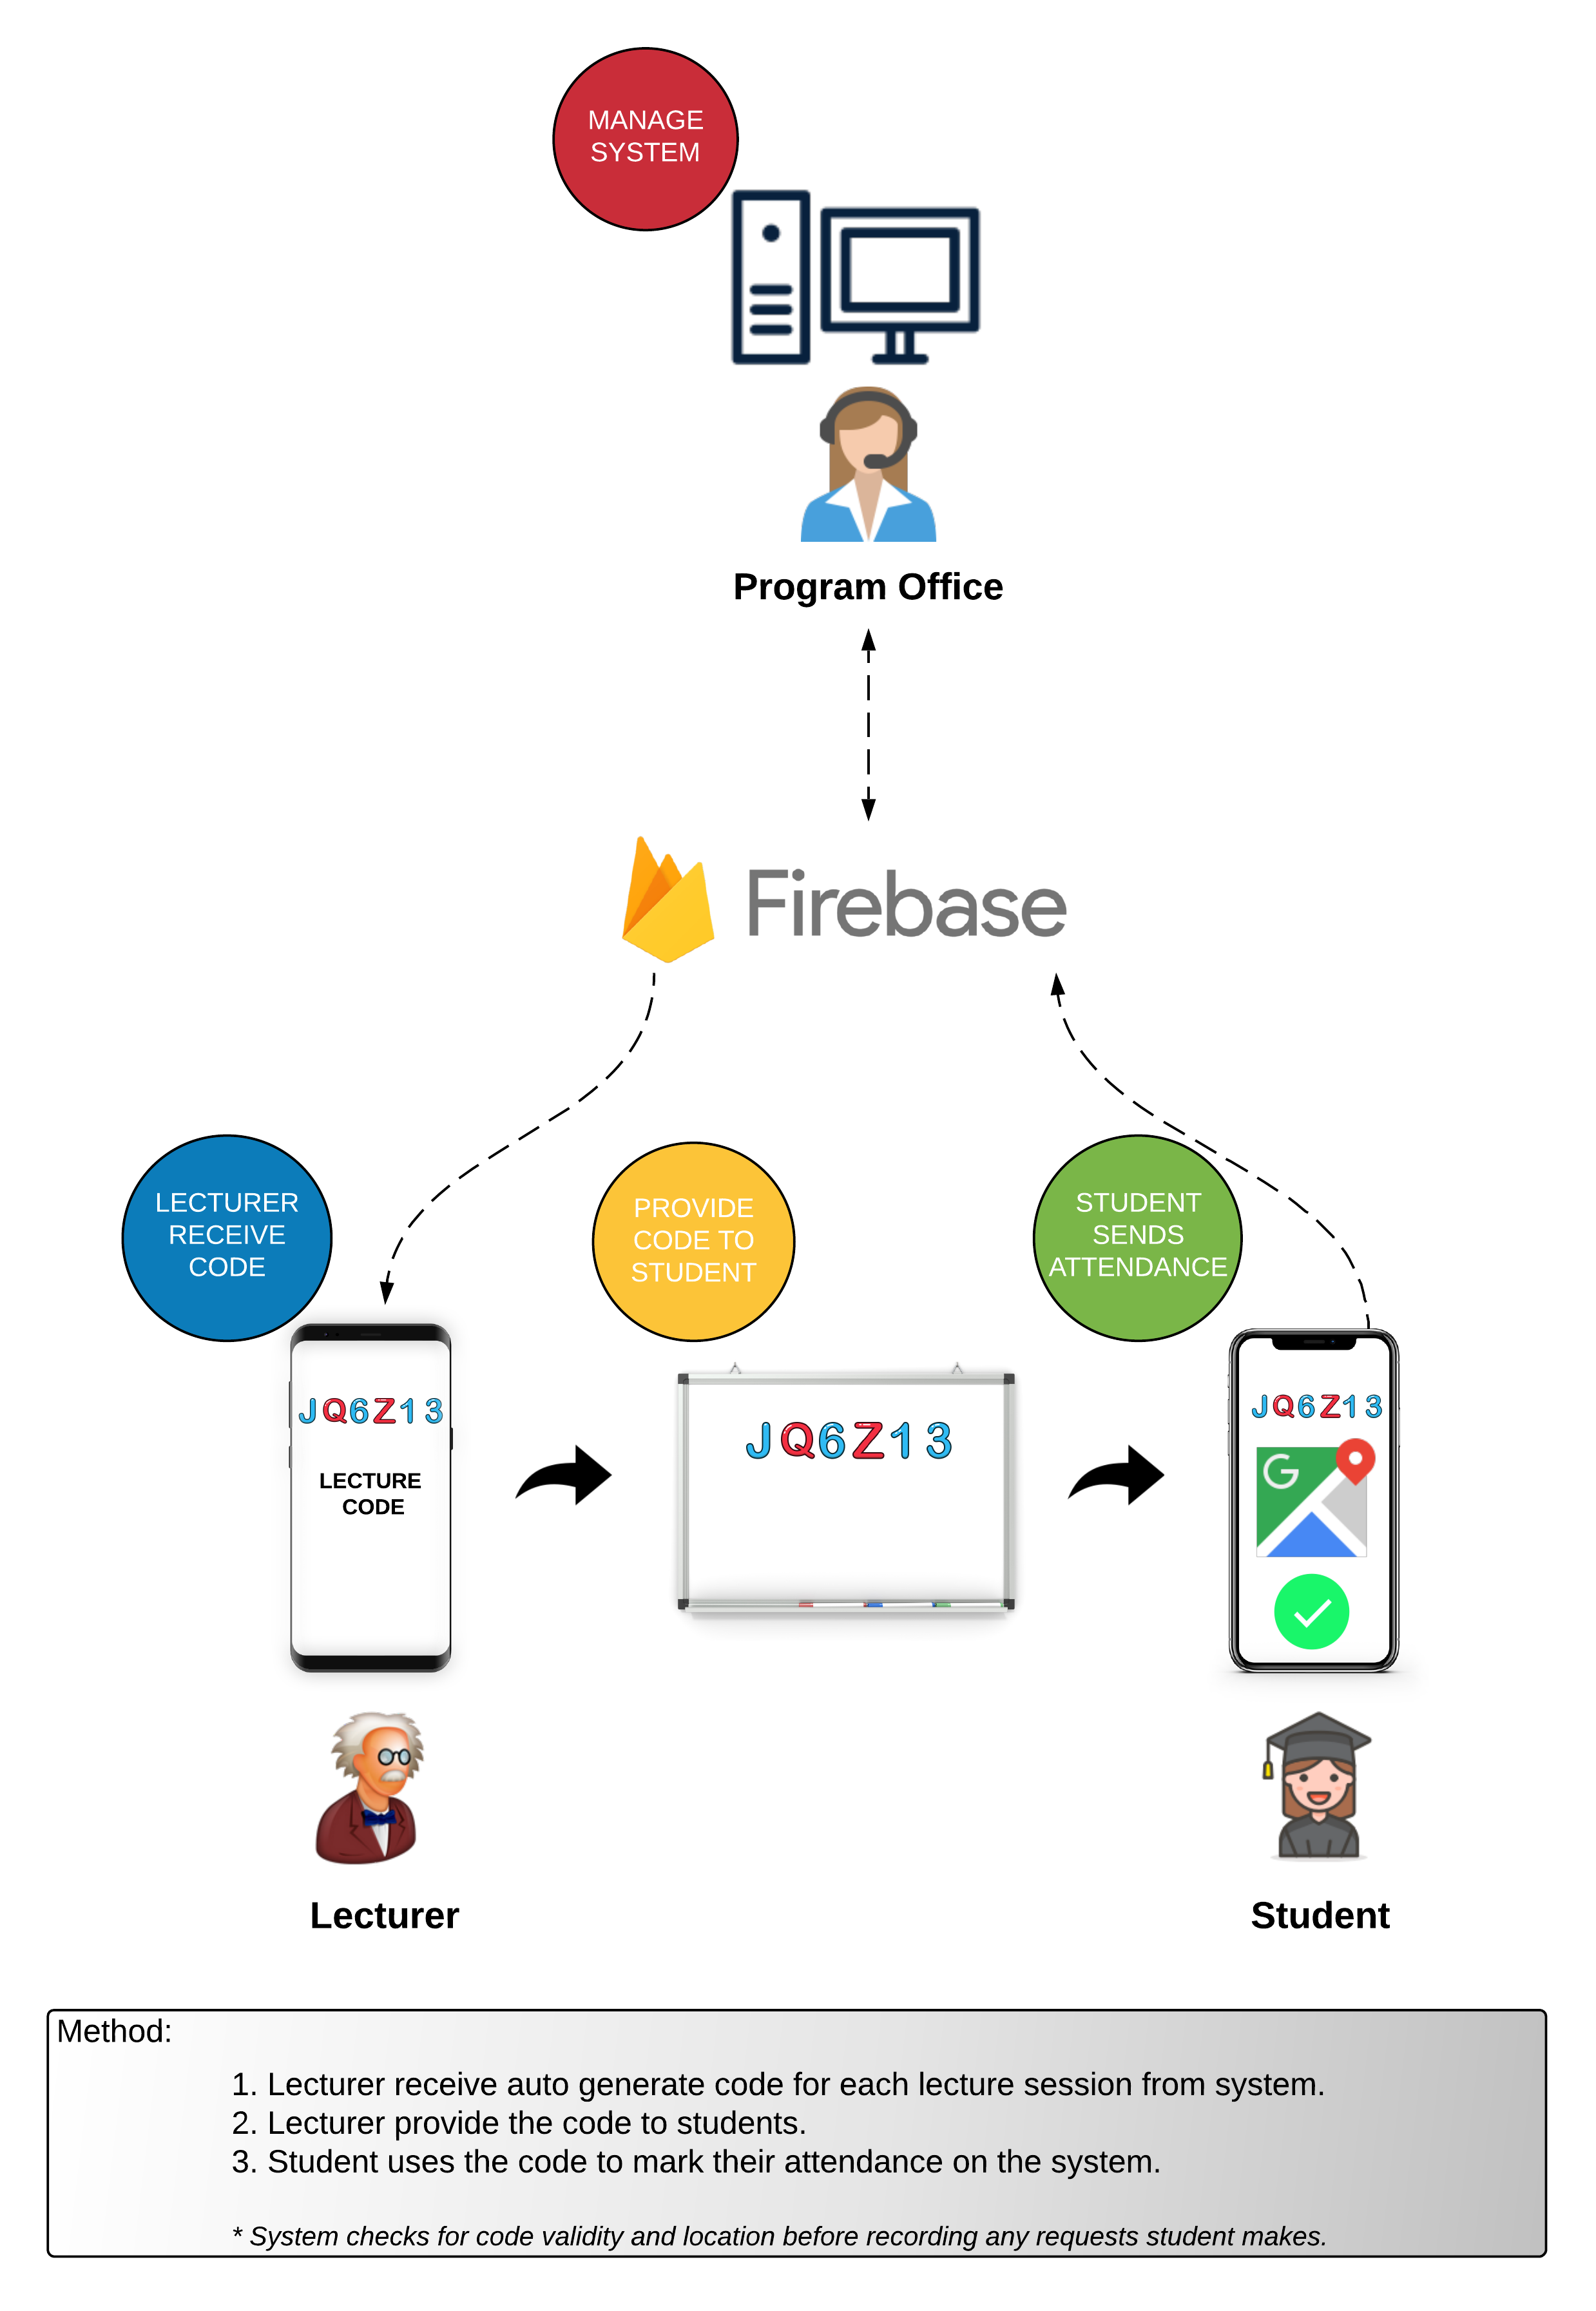 MANAGE
SYSTEM
Program Office
Firebase
LECTURER
RECEIVE
CODE
PROVIDE
CODE TO
STUDENT
STUDENT
SENDS
ATTENDANCE
JQ6Z13
LECTURE
CODE
JQ6Z13
JQ6Z13
G
Lecturer
Student
Method:
1. Lecturer receive auto generate code for each lecture session from system.
2. Lecturer provide the code to students.
3. Student uses the code to mark their attendance on the system.
* System checks for code validity and location before recording any requests student makes.